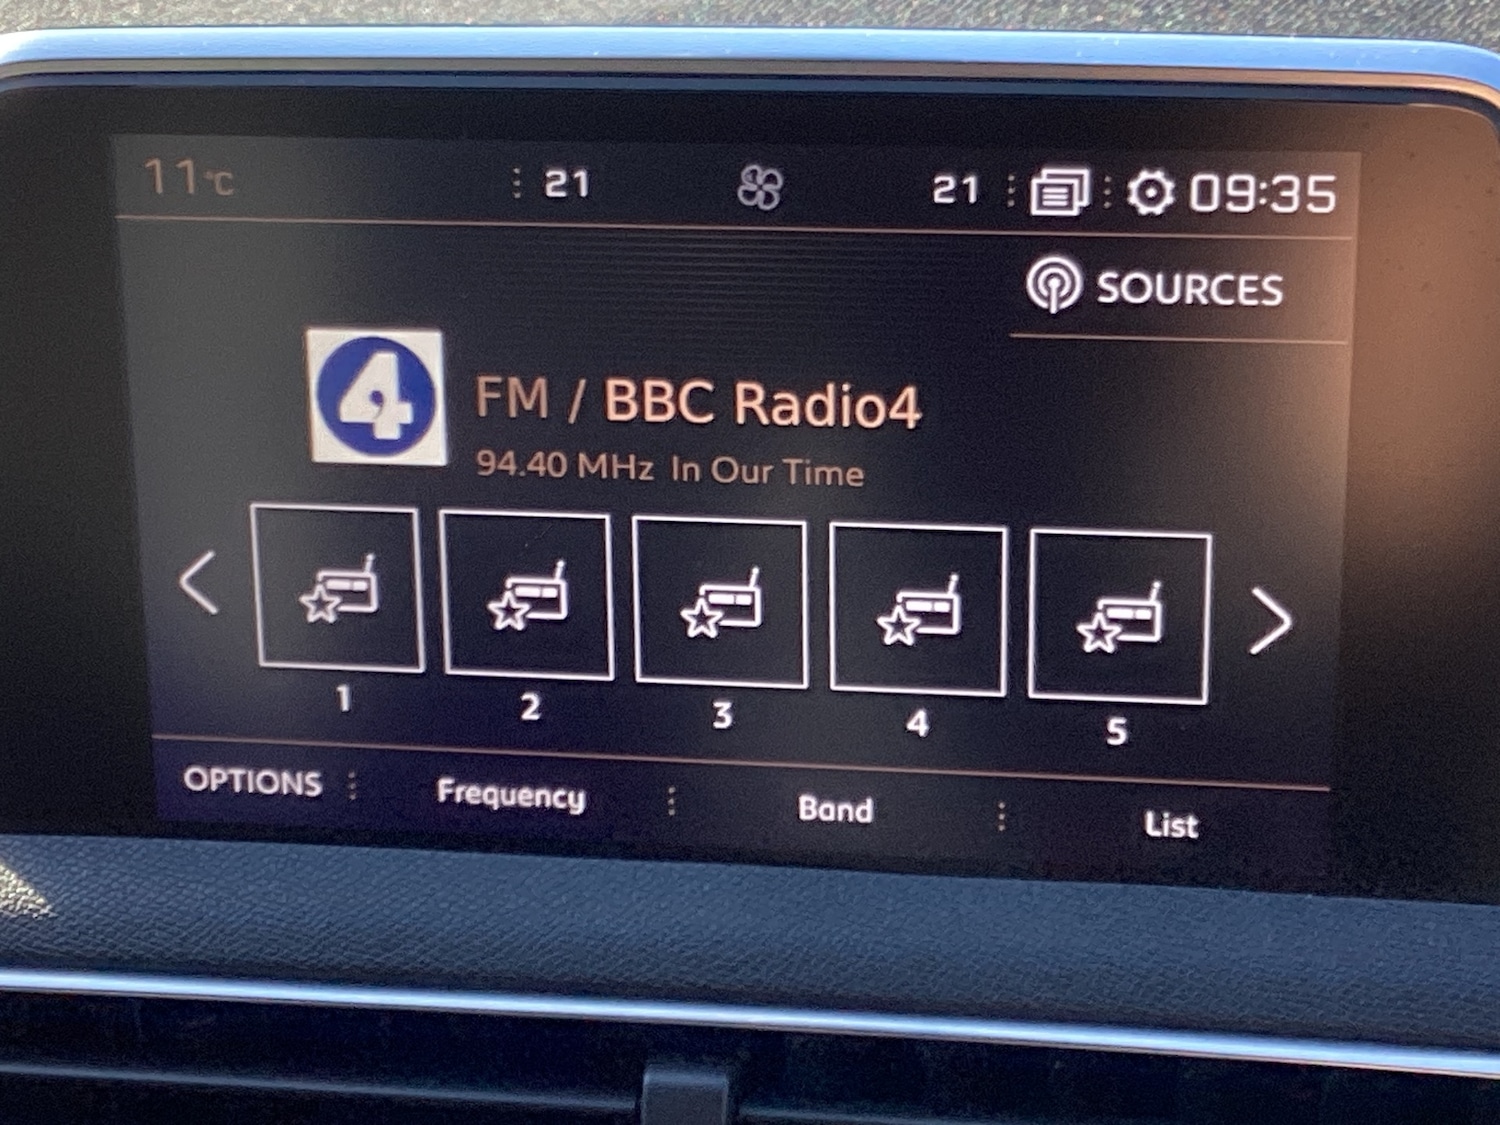 11°C 21 21 09:35
SOURCES
4 FM / BBC Radio4
94.40 MHz In Our Time
1 2 3 4 5
OPTIONS Frequency Band List